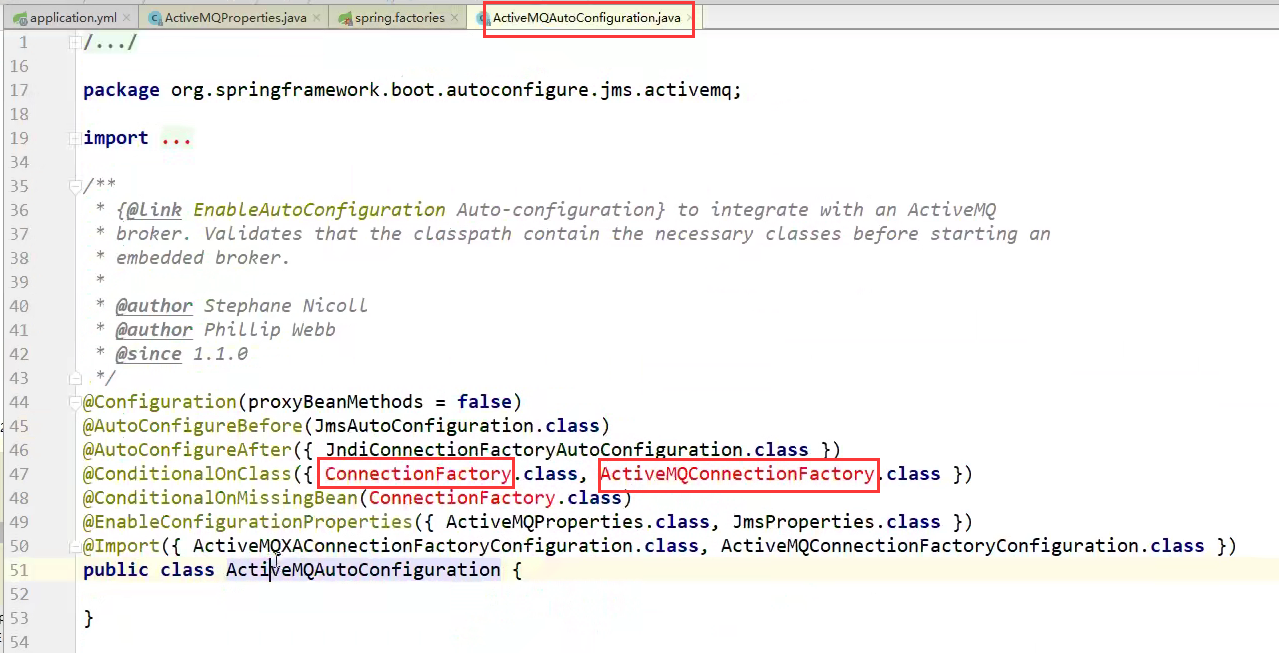 application.yml × ActiveMQProperties.java × spring.factories × ActiveMQAutoConfiguration.java ×
1 /.../
16
17 package org.springframework.boot.autoconfigure.jms.activemq;
18
19 import ...
34
35 /**
36 * {@link EnableAutoConfiguration Auto-configuration} to integrate with an ActiveMQ
37 * broker. Validates that the classpath contain the necessary classes before starting an
38 * embedded broker.
39 *
40 * @author Stephane Nicoll
41 * @author Phillip Webb
42 * @since 1.1.0
43 */
44 @Configuration(proxyBeanMethods = false)
45 @AutoConfigureBefore(JmsAutoConfiguration.class)
46 @AutoConfigureAfter({ JndiConnectionFactoryAutoConfiguration.class })
47 @ConditionalOnClass({ ConnectionFactory.class, ActiveMQConnectionFactory.class })
48 @ConditionalOnMissingBean(ConnectionFactory.class)
49 @EnableConfigurationProperties({ ActiveMQProperties.class, JmsProperties.class })
50 @Import({ ActiveMQXAConnectionFactoryConfiguration.class, ActiveMQConnectionFactoryConfiguration.class })
51 public class ActiveMQAutoConfiguration {
52
53 }
54